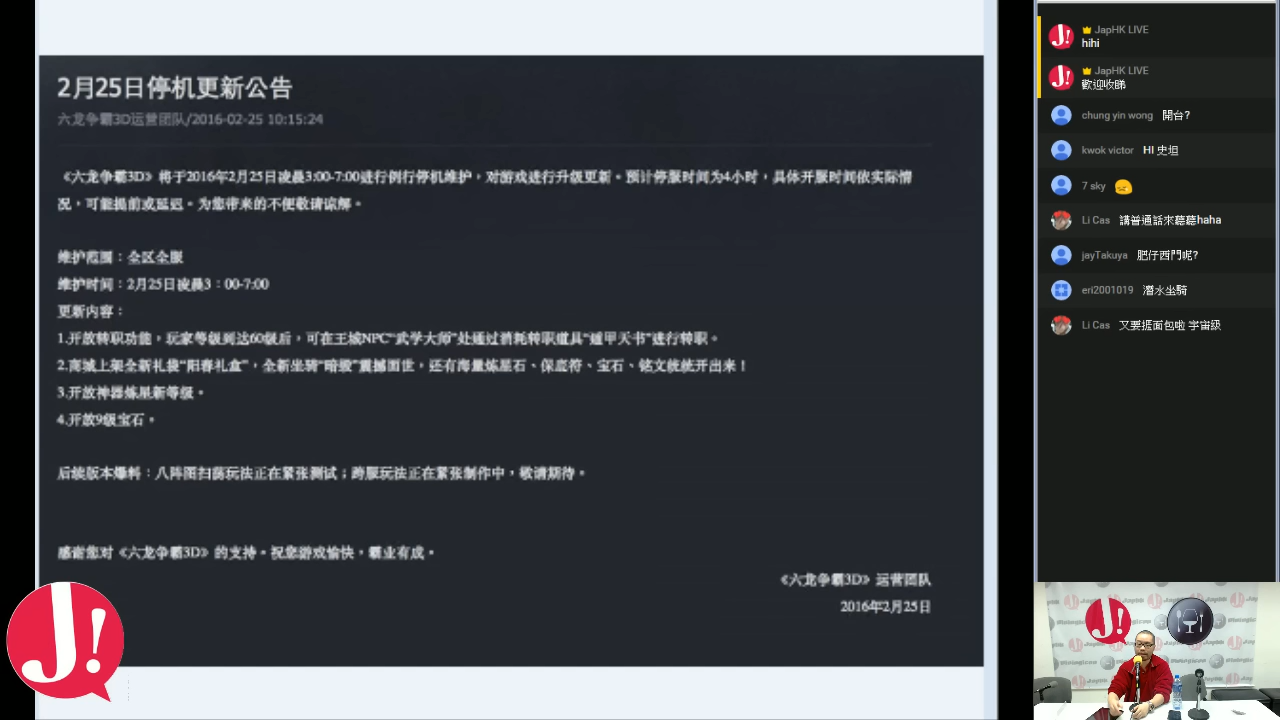 2月25日停机更新公告
六龙争霸3D运营团队/2016-02-25 10:15:24
《六龙争霸3D》将于2016年2月25日凌晨3:00-7:00进行例行停机维护，对游戏进行升级更新。预计停服时间为4小时，具体开服时间依实际情
况，可能提前或延迟。为您带来的不便敬请谅解。
维护范围：全区全服
维护时间：2月25日凌晨3：00-7:00
更新内容：
1.开放转职功能，玩家等级到达60级后，可在王城NPC“武学大师”处通过消耗转职道具“遁甲天书”进行转职。
2.商城上架全新礼袋“阳春礼盒”，全新坐骑“暗骏”震撼面世，还有海量炼星石、保底符、宝石、铭文统统开出来！
3.开放神器炼星新等级。
4.开放9级宝石。
后续版本爆料：八阵图扫荡玩法正在紧张测试；跨服玩法正在紧张制作中，敬请期待。
感谢您对《六龙争霸3D》的支持。祝您游戏愉快，霸业有成。
《六龙争霸3D》运营团队
2016年2月25日
J!
JapHK LIVE
hihi
JapHK LIVE
歡迎收睇
chung yin wong 開台?
kwok victor HI 史坦
7 sky
Li Cas 講普通話來聽聽haha
jayTakuya 肥仔西門呢?
eri2001019 潛水坐騎
Li Cas 又要捱面包啦 宇宙級
J!